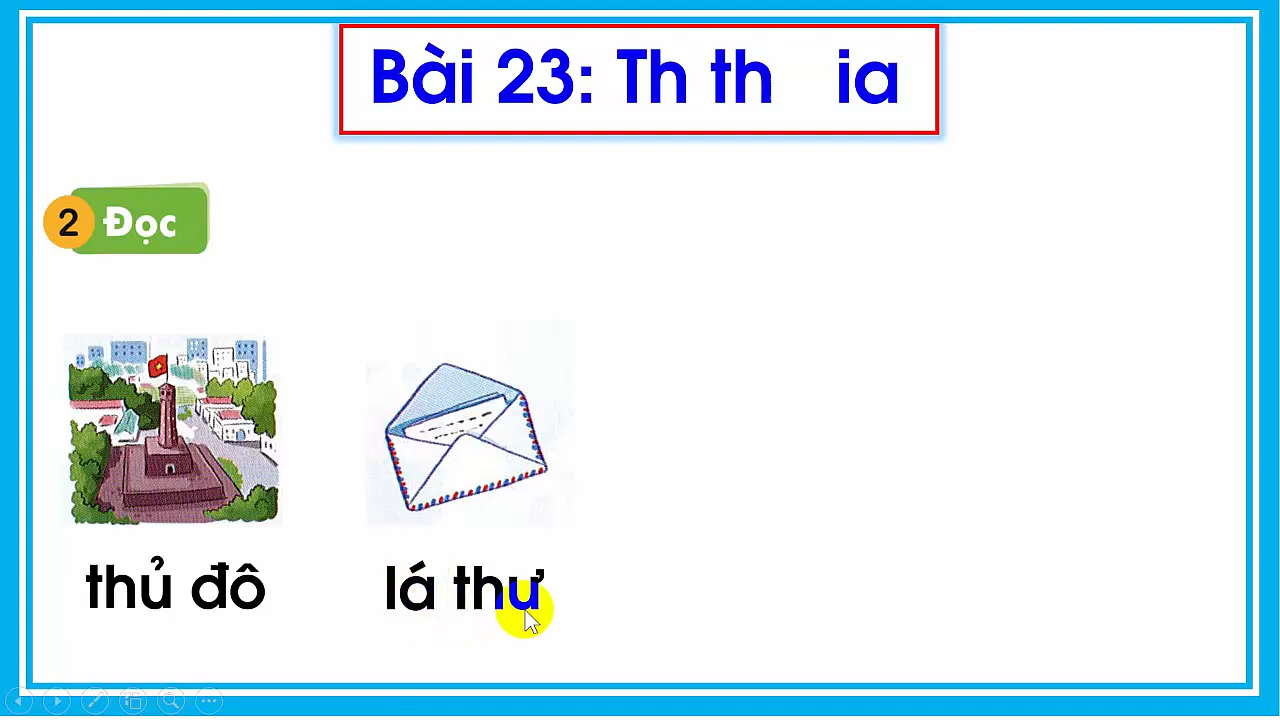 Bài 23: Th th ia
2 Đọc
thủ đô
lá thư